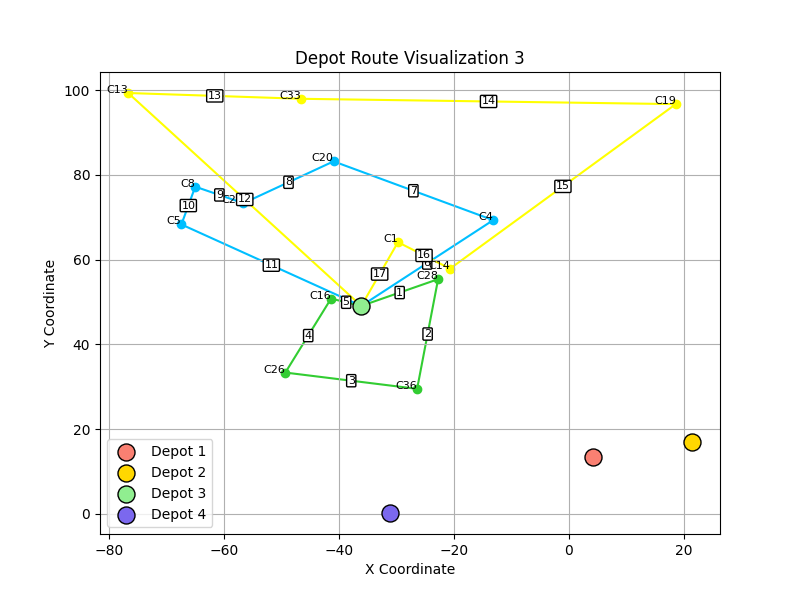 Depot Route Visualization 3
100
80
60
40
20
0
Y Coordinate
−80
−60
−40
−20
0
20
X Coordinate
C13
13
C33
14
C19
C20
C8
9
12
8
7
15
10
C5
C4
C1
16
C14
11
17
C28
C16
5
1
4
2
C26
3
C36
Depot 1
Depot 2
Depot 3
Depot 4